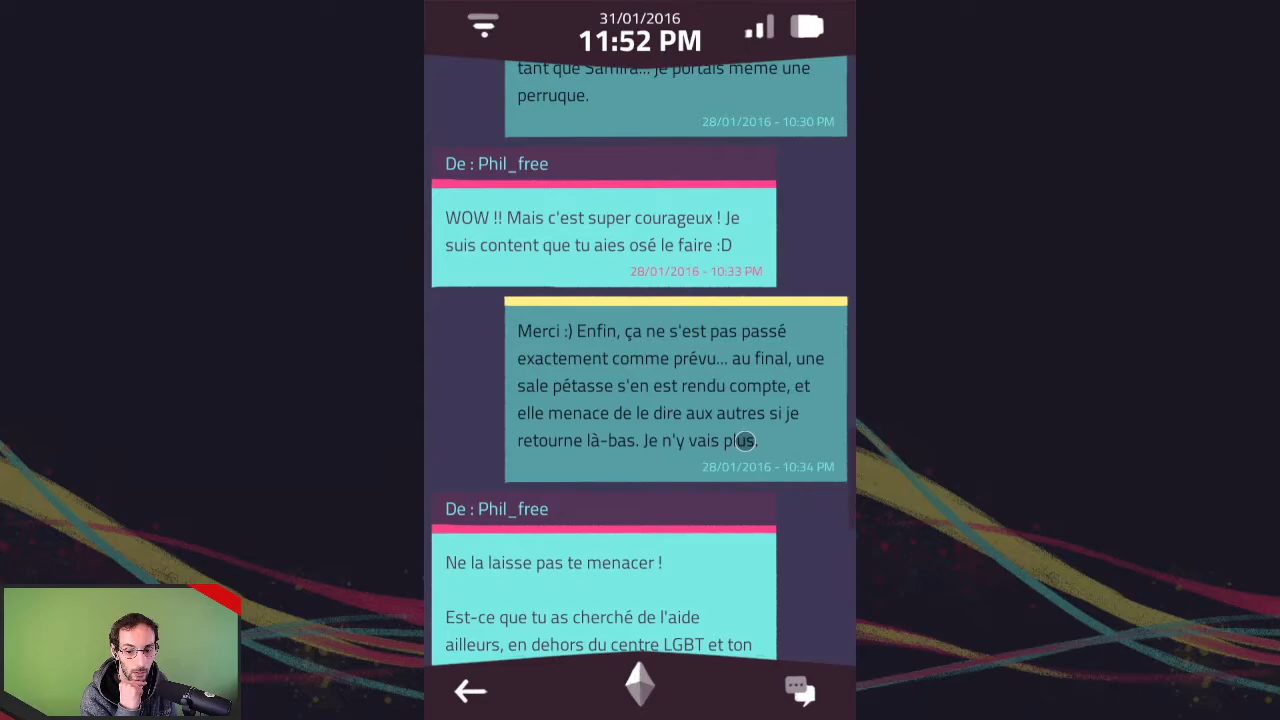 31/01/2016
11:52 PM
tant que Samira... je portais même une
perruque.
28/01/2016 - 10:30 PM
De : Phil_free
WOW !! Mais c'est super courageux ! Je
suis content que tu aies osé le faire :D
28/01/2016 - 10:33 PM
Merci :) Enfin, ça ne s'est pas passé
exactement comme prévu... au final, une
sale pétasse s'en est rendu compte, et
elle menace de le dire aux autres si je
retourne là-bas. Je n'y vais plus.
28/01/2016 - 10:34 PM
De : Phil_free
Ne la laisse pas te menacer !
Est-ce que tu as cherché de l'aide
ailleurs, en dehors du centre LGBT et ton